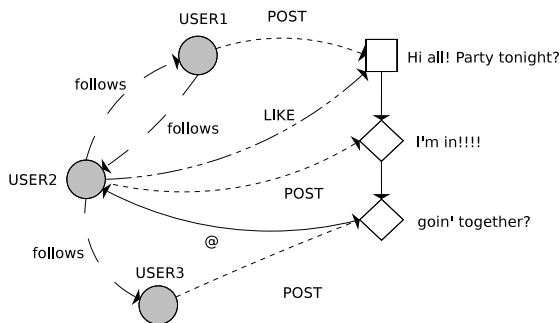 USER1
POST
Hi all! Party tonight?
follows
follows
LIKE
I'm in!!!!
USER2
POST
goin' together?
@
follows
USER3
POST